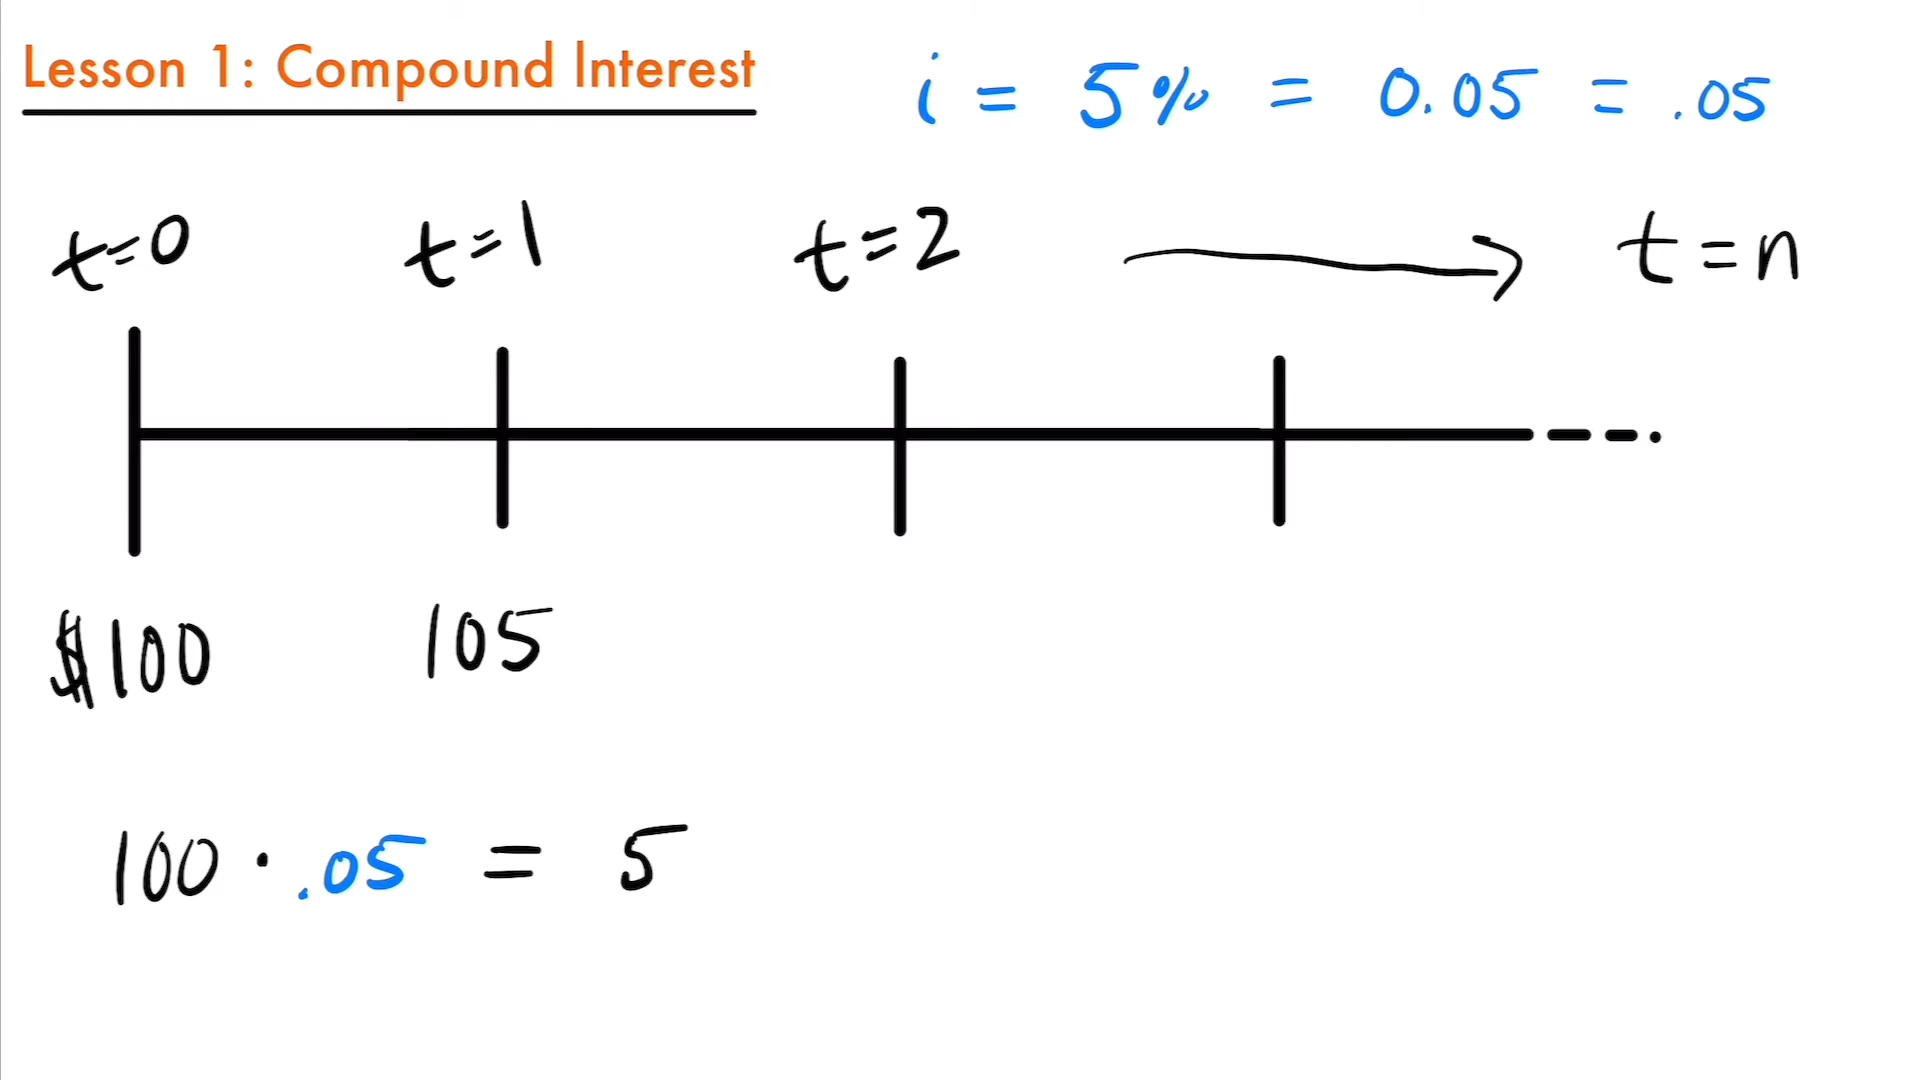 Lesson 1: Compound Interest
i = 5% = 0.05 = .05
t=0 t=1 t=2 t=n
$100 105
100 · .05 = 5